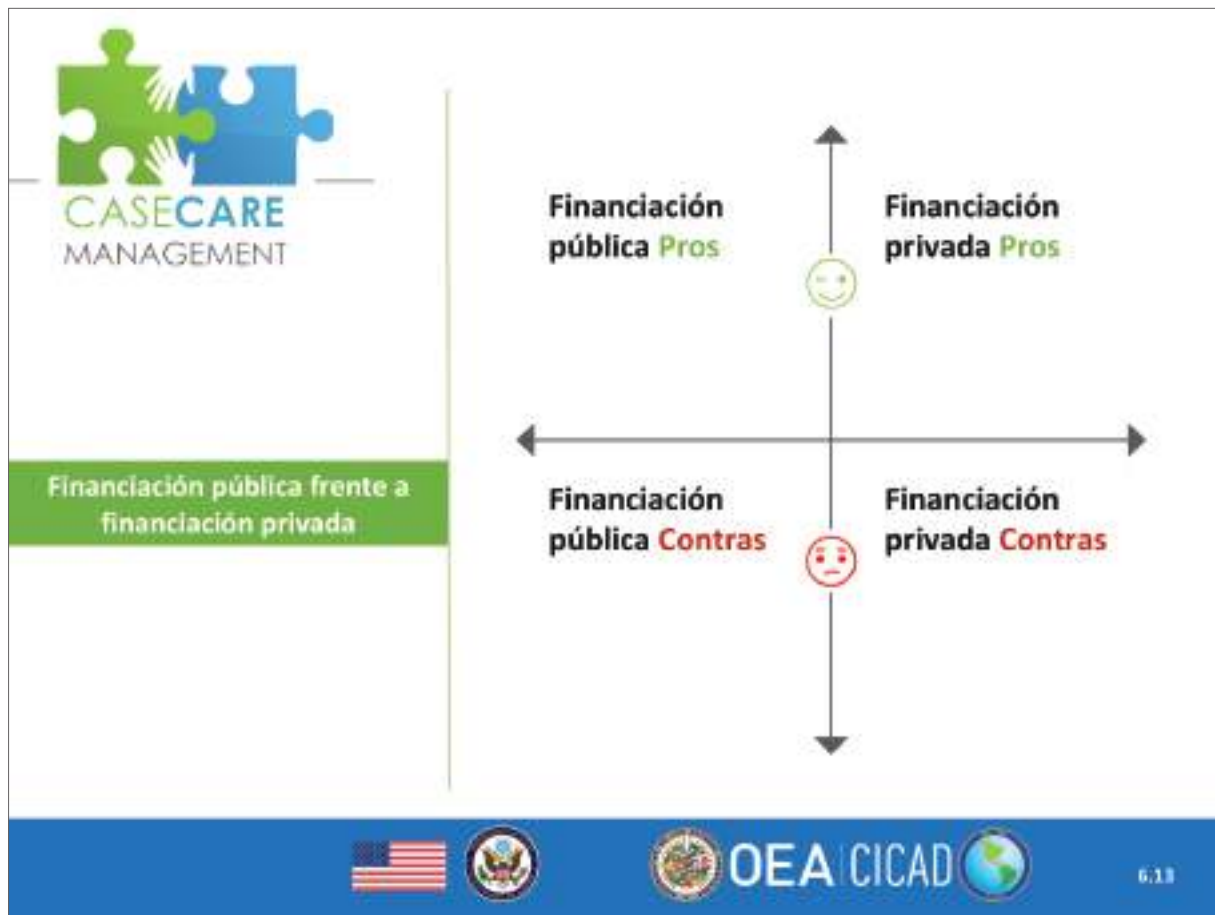 CASECARE
MANAGEMENT
Financiación pública frente a
financiación privada
Financiación
pública Pros
Financiación
privada Pros
Financiación
pública Contras
Financiación
privada Contras
OEA | CICAD
6.13